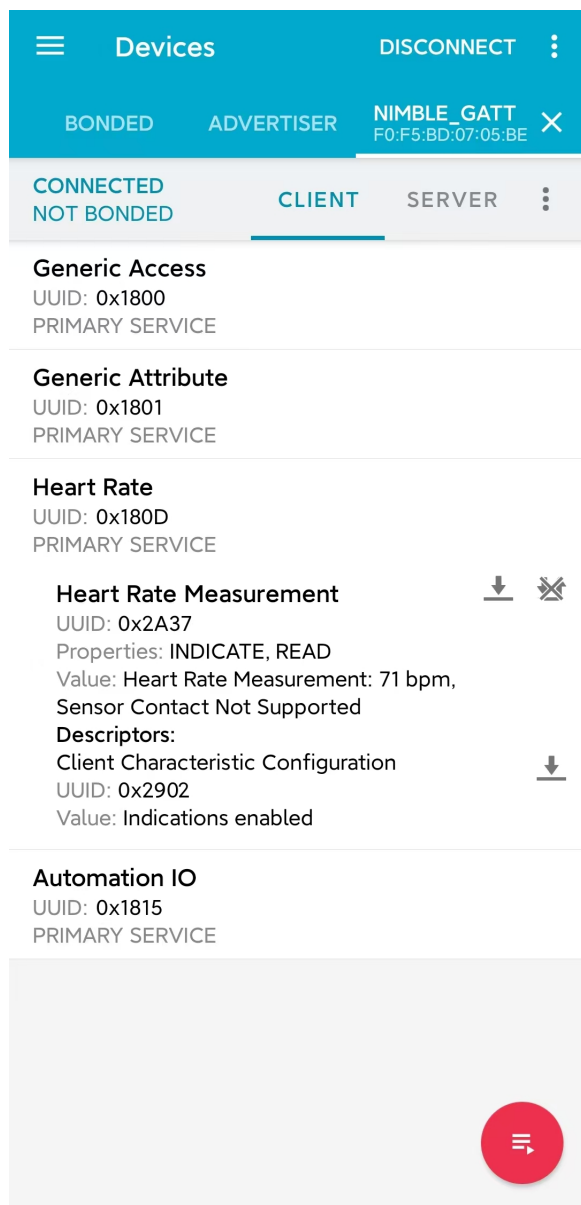 Devices
DISCONNECT
BONDED
ADVERTISER
NIMBLE_GATT
F0:F5:BD:07:05:BE
CONNECTED
NOT BONDED
CLIENT
SERVER
Generic Access
UUID: 0x1800
PRIMARY SERVICE
Generic Attribute
UUID: 0x1801
PRIMARY SERVICE
Heart Rate
UUID: 0x180D
PRIMARY SERVICE
Heart Rate Measurement
UUID: 0x2A37
Properties: INDICATE, READ
Value: Heart Rate Measurement: 71 bpm,
Sensor Contact Not Supported
Descriptors:
Client Characteristic Configuration
UUID: 0x2902
Value: Indications enabled
Automation IO
UUID: 0x1815
PRIMARY SERVICE